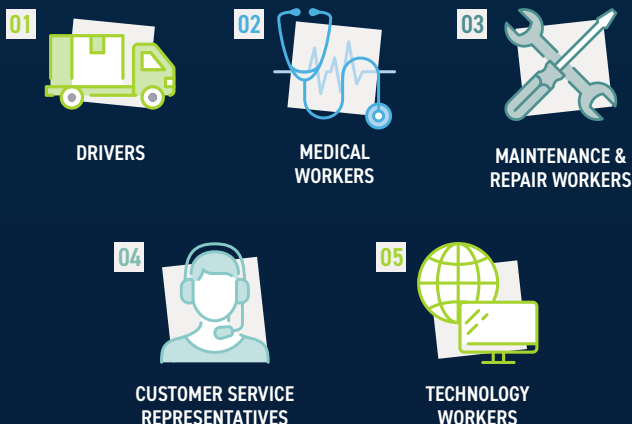 01
DRIVERS
02
MEDICAL
WORKERS
03
MAINTENANCE &
REPAIR WORKERS
04
CUSTOMER SERVICE
REPRESENTATIVES
05
TECHNOLOGY
WORKERS